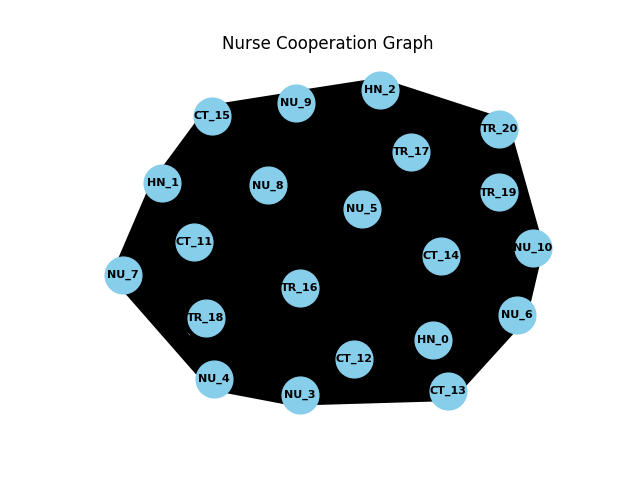 Nurse Cooperation Graph
HN_2
NU_9
CT_15
TR_20
TR_17
HN_1
NU_8
TR_19
NU_5
CT_11
NU_10
CT_14
NU_7
TR_16
NU_6
TR_18
HN_0
CT_12
NU_4
CT_13
NU_3